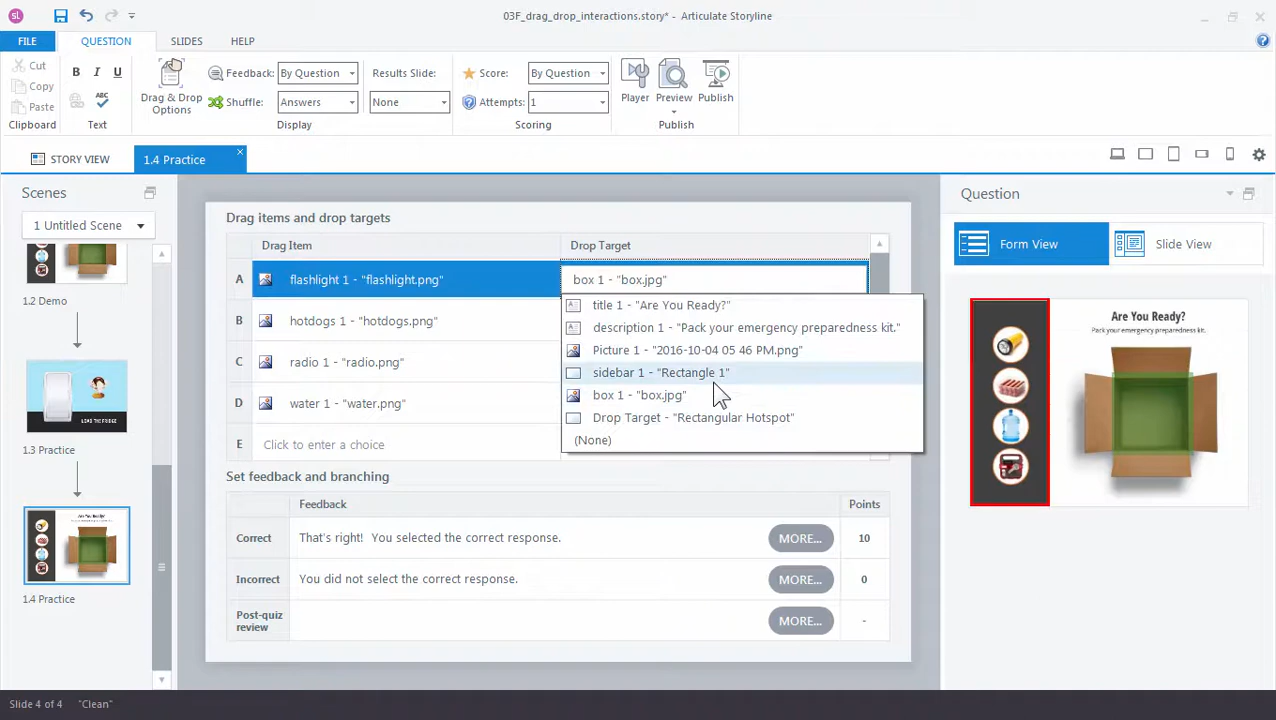 sl
03F_drag_drop_interactions.story* - Articulate Storyline
FILE
QUESTION
SLIDES
HELP
Cut
Copy
Paste
Clipboard
B I U
ABC
Text
Drag & Drop
Options
Feedback: By Question
Shuffle: Answers
Display
Results Slide:
None
Score: By Question
Attempts: 1
Scoring
Player
Preview
Publish
Publish
STORY VIEW
1.4 Practice
Scenes
1 Untitled Scene
1.2 Demo
LOAD THE FRIDGE
1.3 Practice
Are You Ready?
1.4 Practice
Drag items and drop targets
Drag Item
Drop Target
A flashlight 1 - "flashlight.png" box 1 - "box.jpg"
B hotdogs 1 - "hotdogs.png"
C radio 1 - "radio.png"
D water 1 - "water.png"
E Click to enter a choice
title 1 - "Are You Ready?"
description 1 - "Pack your emergency preparedness kit."
Picture 1 - "2016-10-04 05 46 PM.png"
sidebar 1 - "Rectangle 1"
box 1 - "box.jpg"
Drop Target - "Rectangular Hotspot"
(None)
Set feedback and branching
Feedback
Points
Correct That's right! You selected the correct response. MORE... 10
Incorrect You did not select the correct response. MORE... 0
Post-quiz
review MORE... -
Question
Form View
Slide View
Are You Ready?
Pack your emergency preparedness kit.
Slide 4 of 4 "Clean"